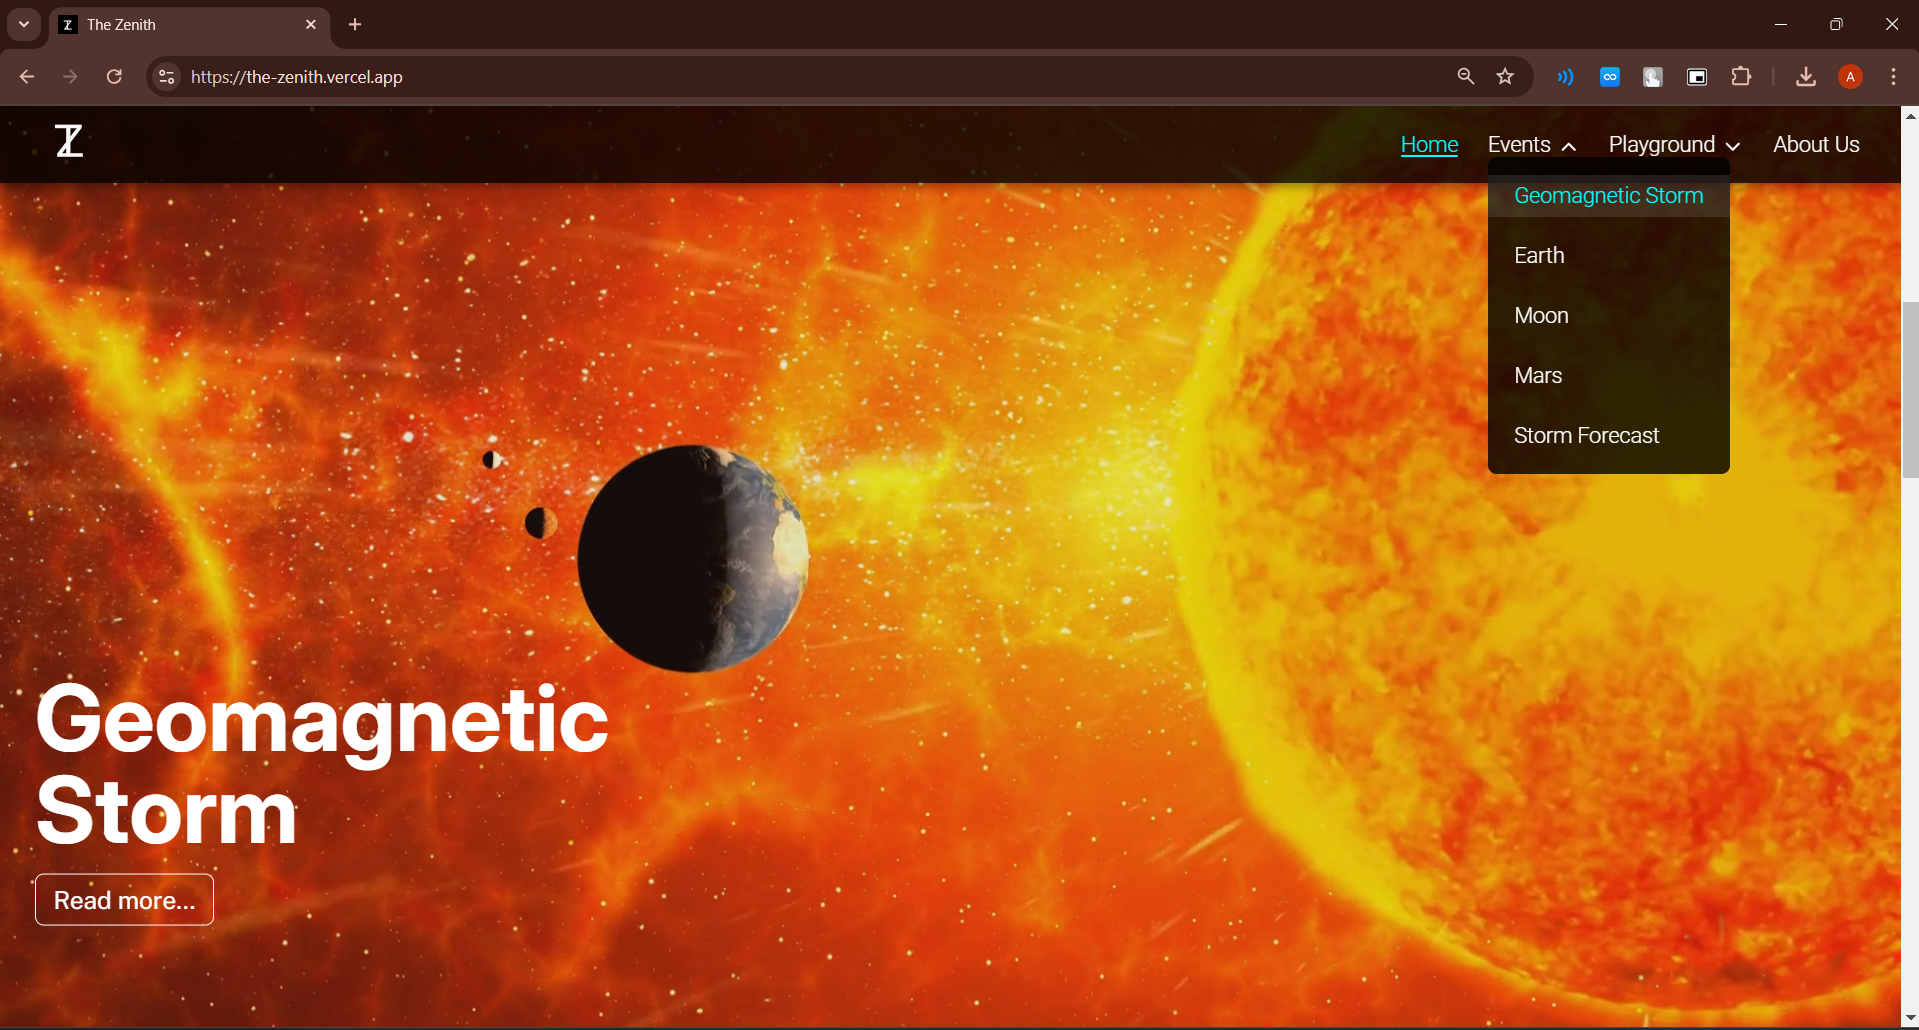 The Zenith
https://the-zenith.vercel.app
A
Z
Home Events Playground About Us
Geomagnetic Storm
Earth
Moon
Mars
Storm Forecast
Geomagnetic
Storm
Read more...